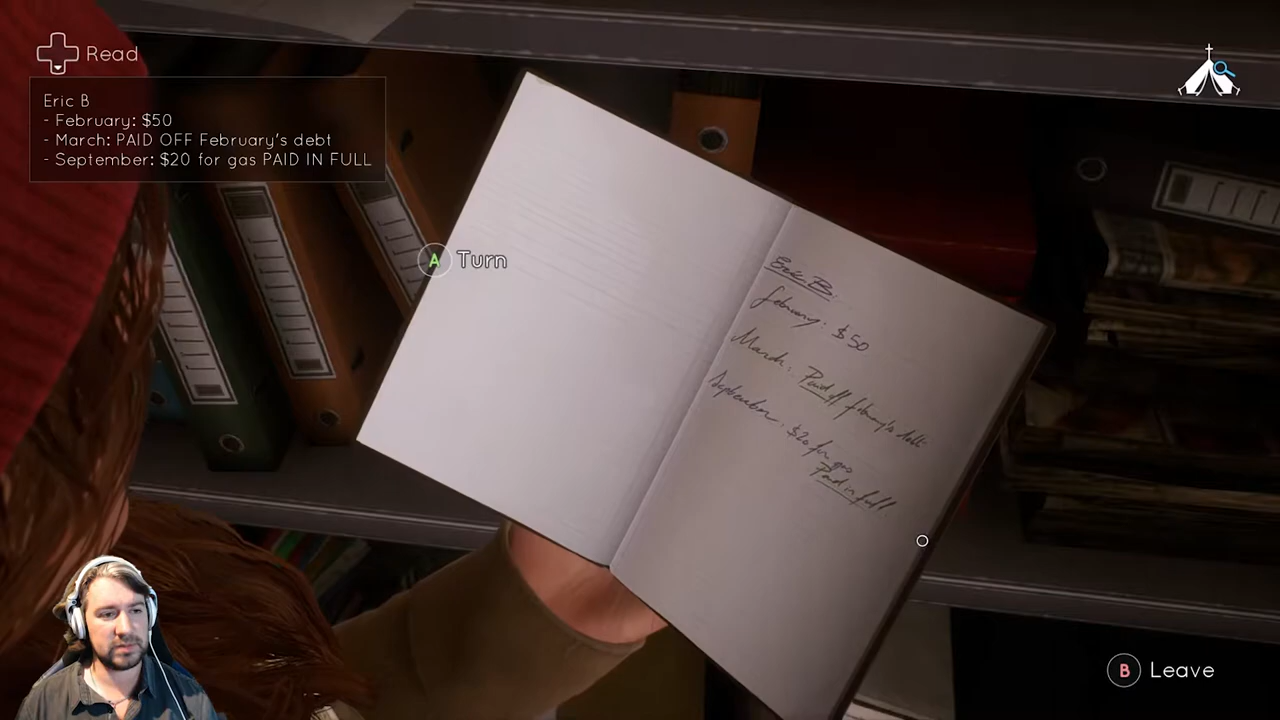 Read
Eric B
- February: $50
- March: PAID OFF February's debt
- September: $20 for gas PAID IN FULL
A Turn
Eric B.
February: $50
March: Paid off february's debt
September: $20 for gas
Paid in full
B Leave